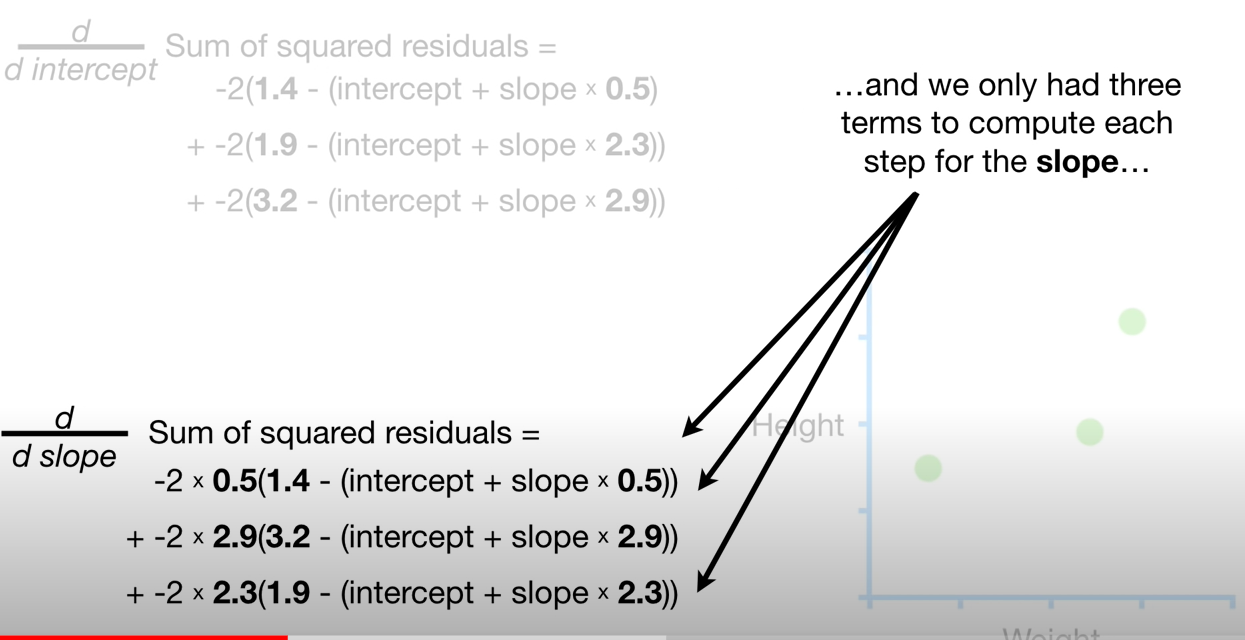 d
d intercept
Sum of squared residuals =
-2(1.4 - (intercept + slope × 0.5)
+ -2(1.9 - (intercept + slope × 2.3))
+ -2(3.2 - (intercept + slope × 2.9))
…and we only had three
terms to compute each
step for the slope…
d
d slope
Sum of squared residuals =
-2 × 0.5(1.4 - (intercept + slope × 0.5))
+ -2 × 2.9(3.2 - (intercept + slope × 2.9))
+ -2 × 2.3(1.9 - (intercept + slope × 2.3))
Height
Weight